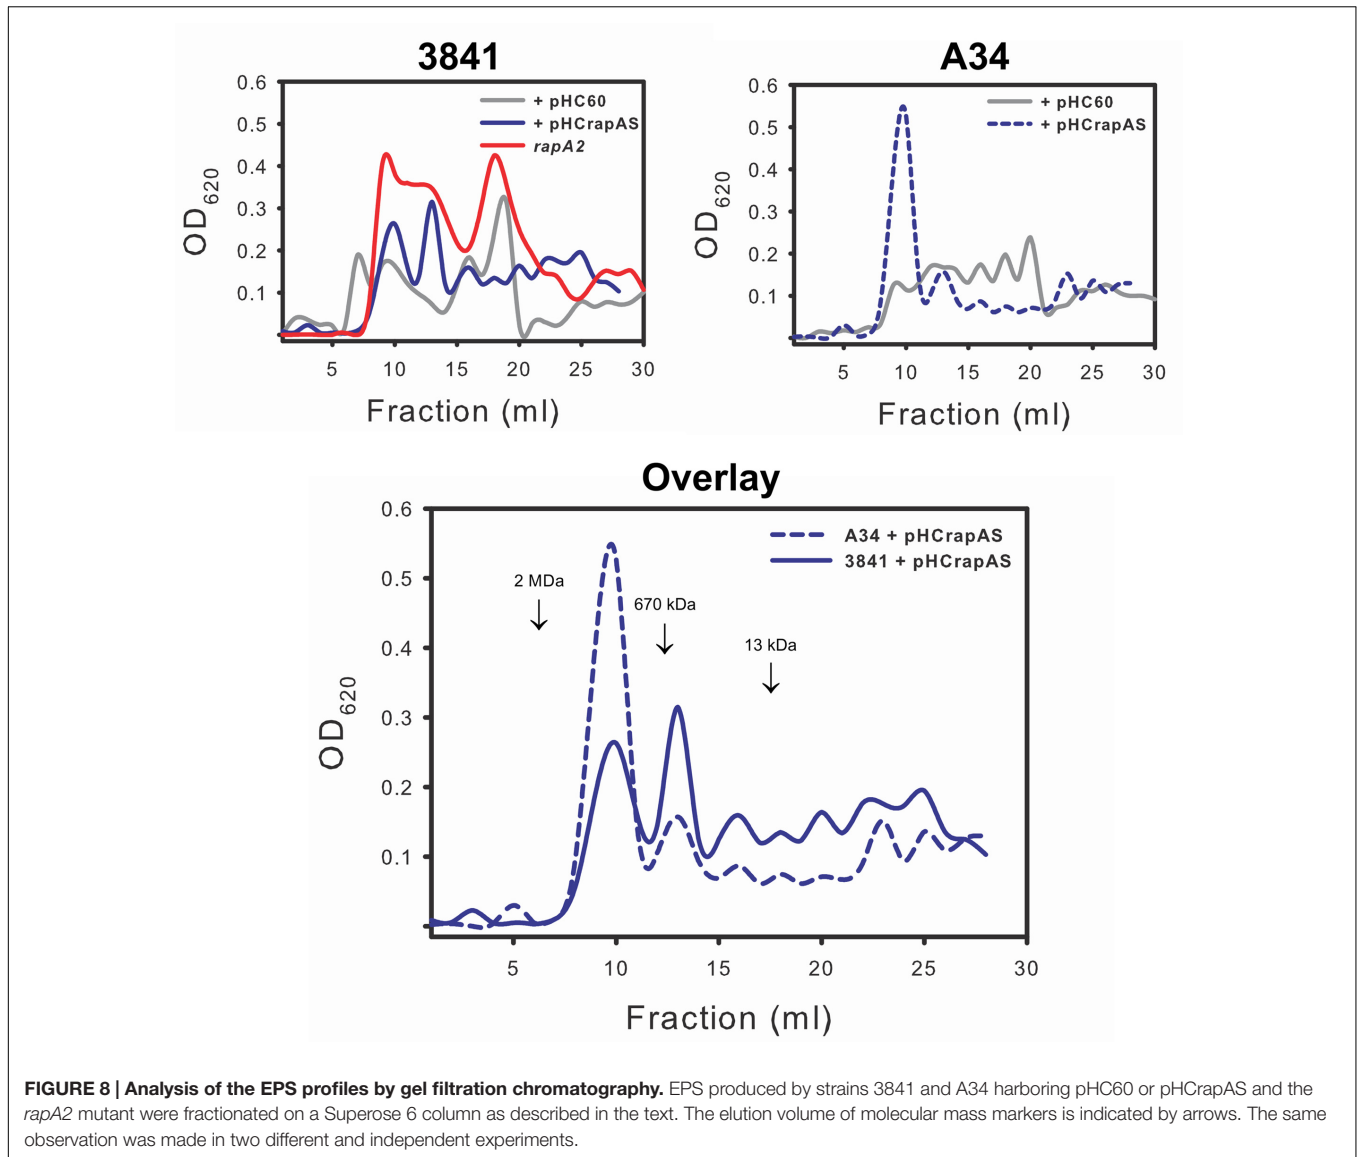 3841
0.6
0.5
0.4
0.3
0.2
0.1
OD620
+ pHC60
+ pHCrapAS
rapA2
5 10 15 20 25 30
Fraction (ml)
A34
0.6
0.5
0.4
0.3
0.2
0.1
OD620
+ pHC60
+ pHCrapAS
5 10 15 20 25 30
Fraction (ml)
Overlay
0.6
0.5
0.4
0.3
0.2
0.1
OD620
A34 + pHCrapAS
3841 + pHCrapAS
2 MDa
670 kDa
13 kDa
5 10 15 20 25 30
Fraction (ml)
FIGURE 8 | Analysis of the EPS profiles by gel filtration chromatography. EPS produced by strains 3841 and A34 harboring pHC60 or pHCrapAS and the
rapA2 mutant were fractionated on a Superose 6 column as described in the text. The elution volume of molecular mass markers is indicated by arrows. The same
observation was made in two different and independent experiments.